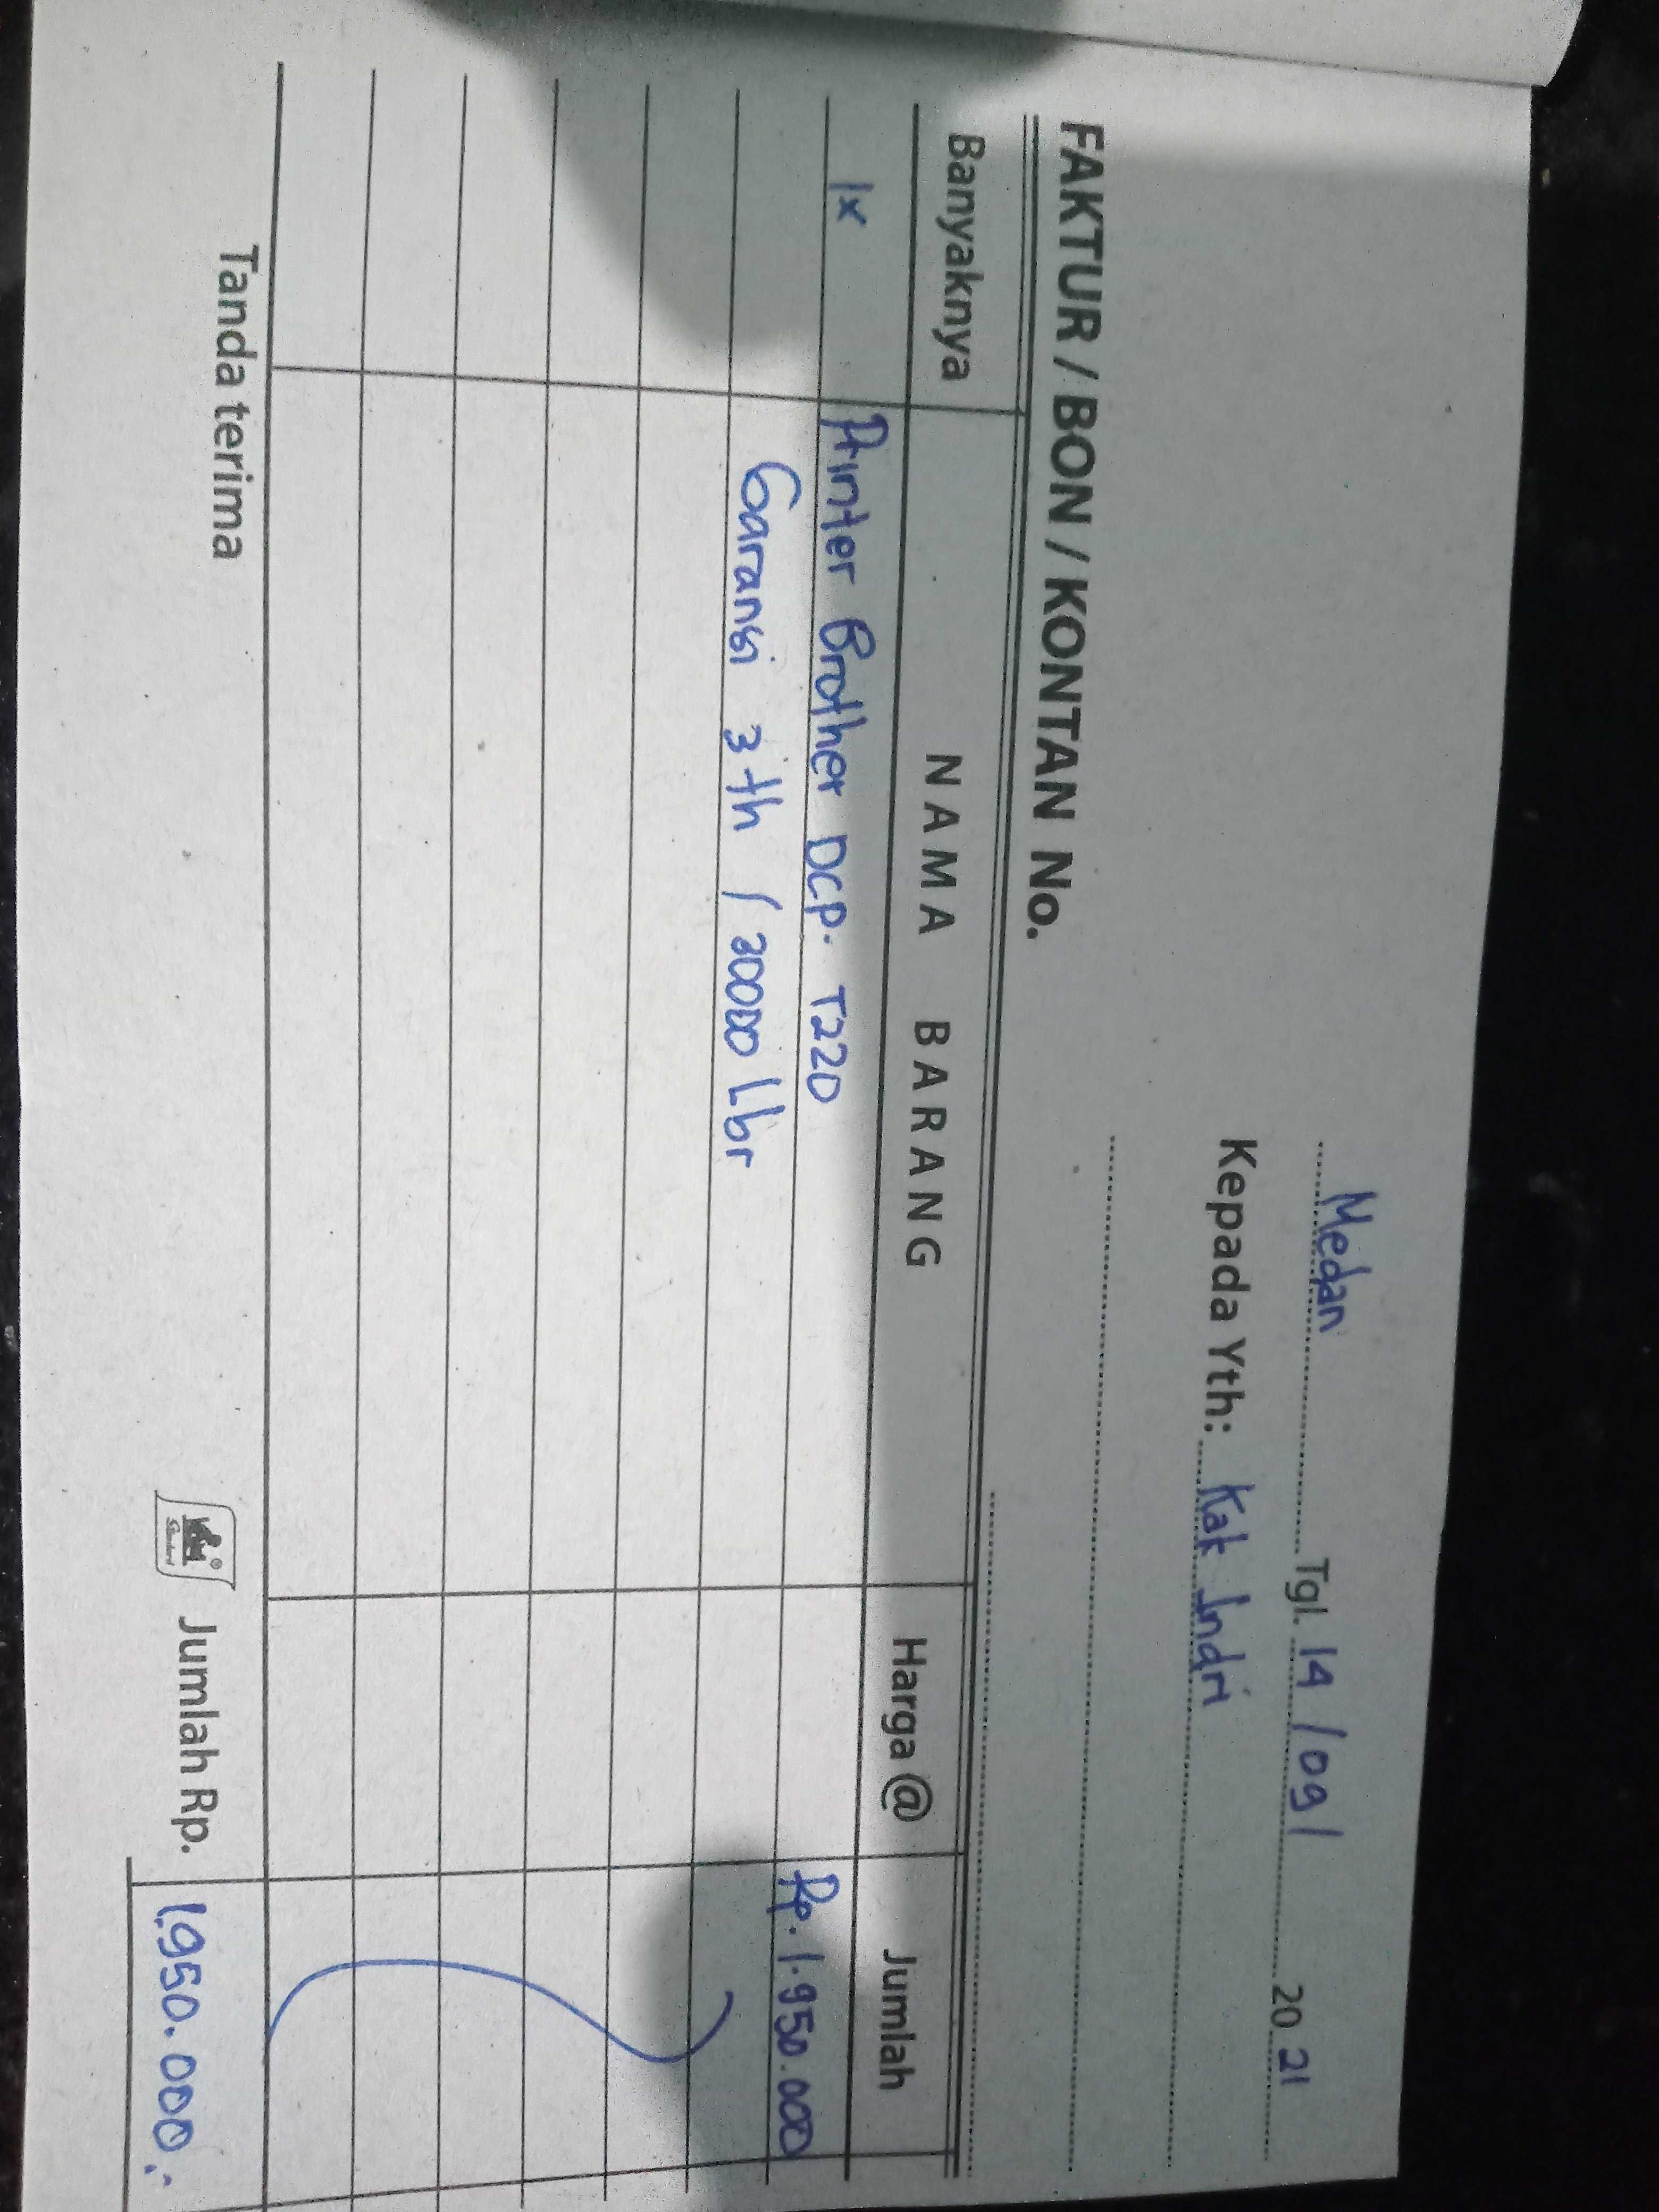 Medan Tgl. 14 / 09 / 20 21
Kepada Yth: Kak Indri
FAKTUR / BON / KONTAN No.
Banyaknya NAMA BARANG Harga @ Jumlah
1x Printer Brother DCP. T220 Rp. 1.950.000
Garansi 3 th / 30000 Lbr
Tanda terima Jumlah Rp. 1.950.000,-